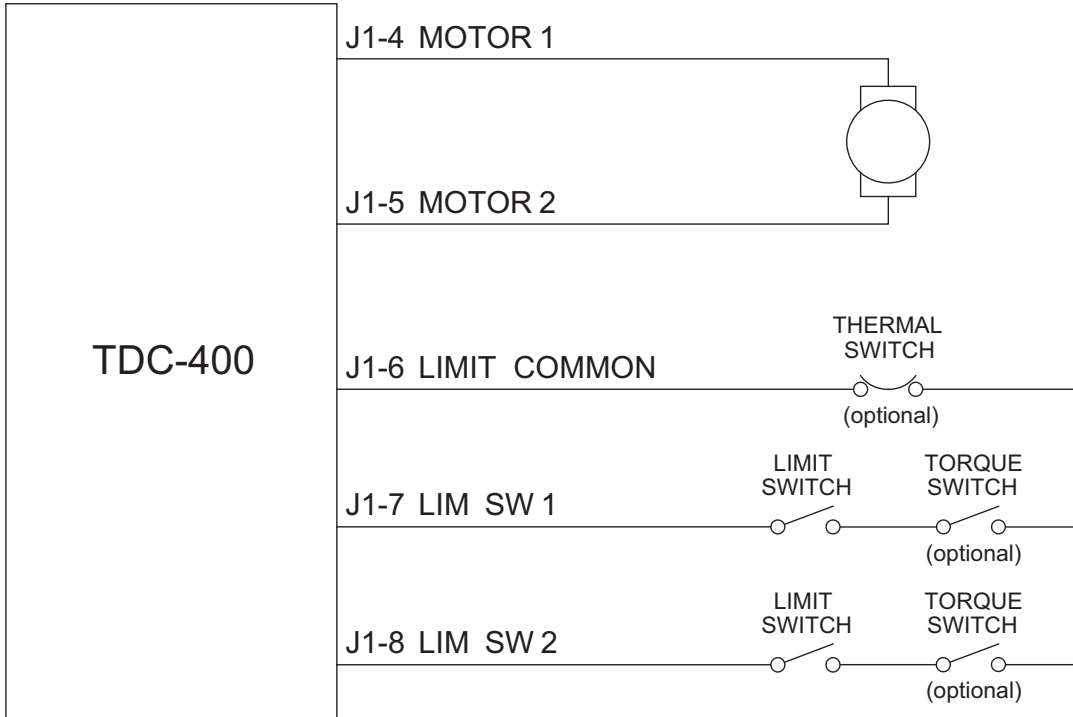 J1-4 MOTOR 1
J1-5 MOTOR 2
TDC-400
J1-6 LIMIT COMMON
THERMAL
SWITCH
(optional)
J1-7 LIM SW 1
LIMIT
SWITCH
TORQUE
SWITCH
(optional)
J1-8 LIM SW 2
LIMIT
SWITCH
TORQUE
SWITCH
(optional)